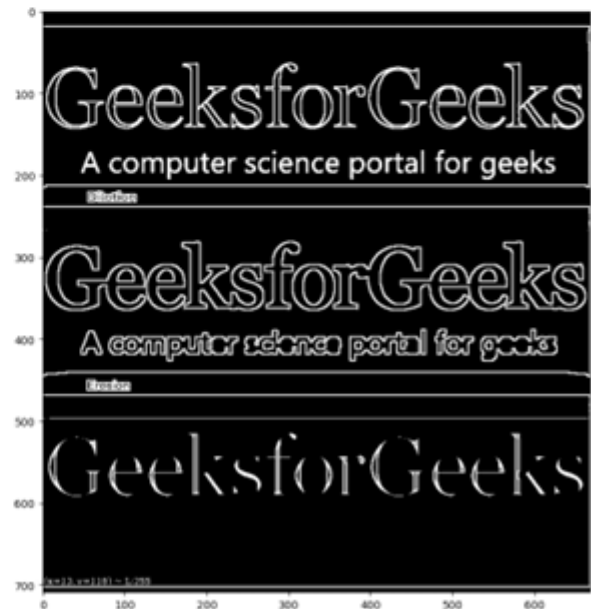 0
100
GeeksforGeeks
A computer science portal for geeks
200
Dilation
300
GeeksforGeeks
A computer science portal for geeks
400
Erosion
500
GeeksforGeeks
600
700
0 100 200 300 400 500 600